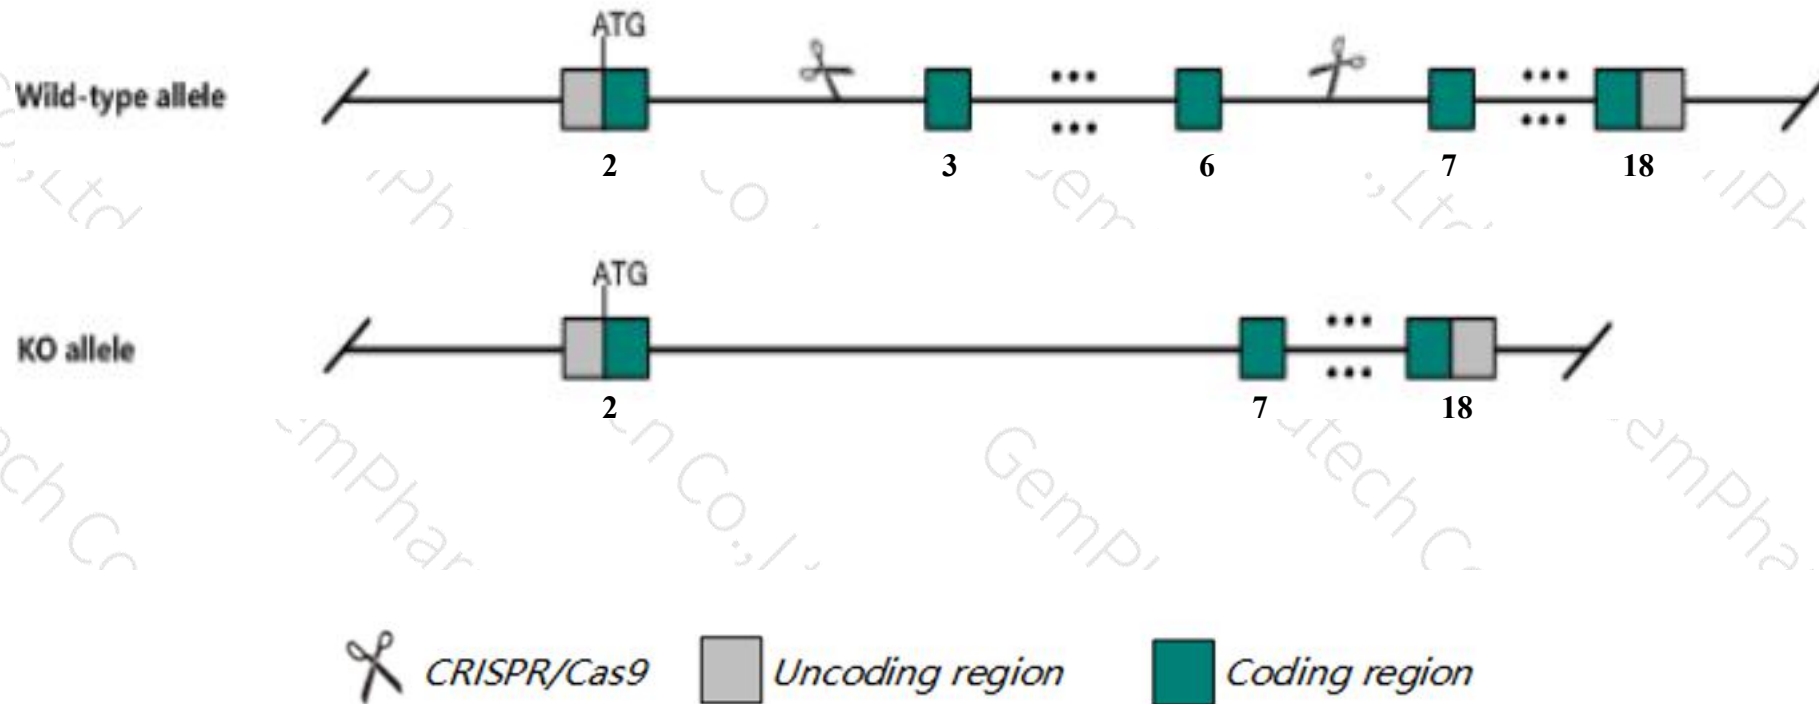 ATG
Wild-type allele
••• •••
••• •••
2 3 6 7 18
ATG
KO allele
•••
•••
2 7 18
CRISPR/Cas9 Uncoding region Coding region